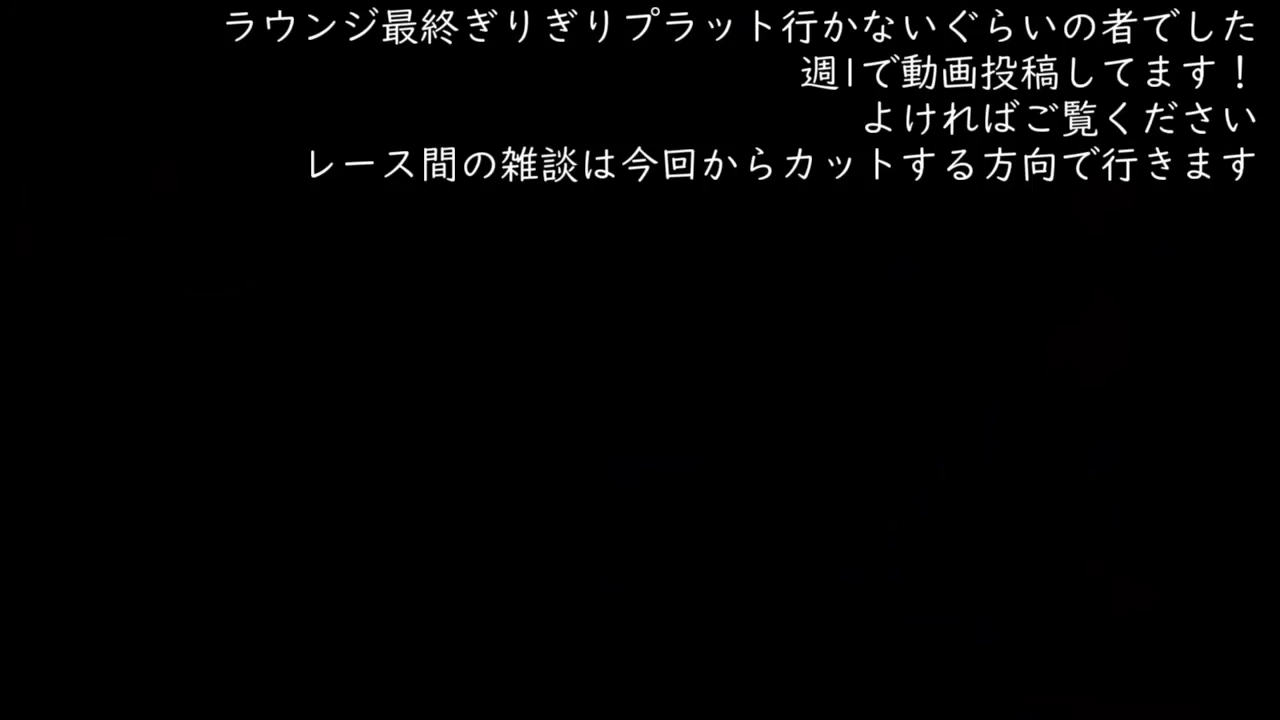 ラウンジ最終ぎりぎりプラット行かないぐらいの者でした
週1で動画投稿してます！
よければご覧ください
レース間の雑談は今回からカットする方向で行きます